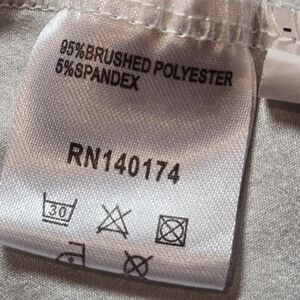 95%BRUSHED POLYESTER
5%SPANDEX
RN140174
30